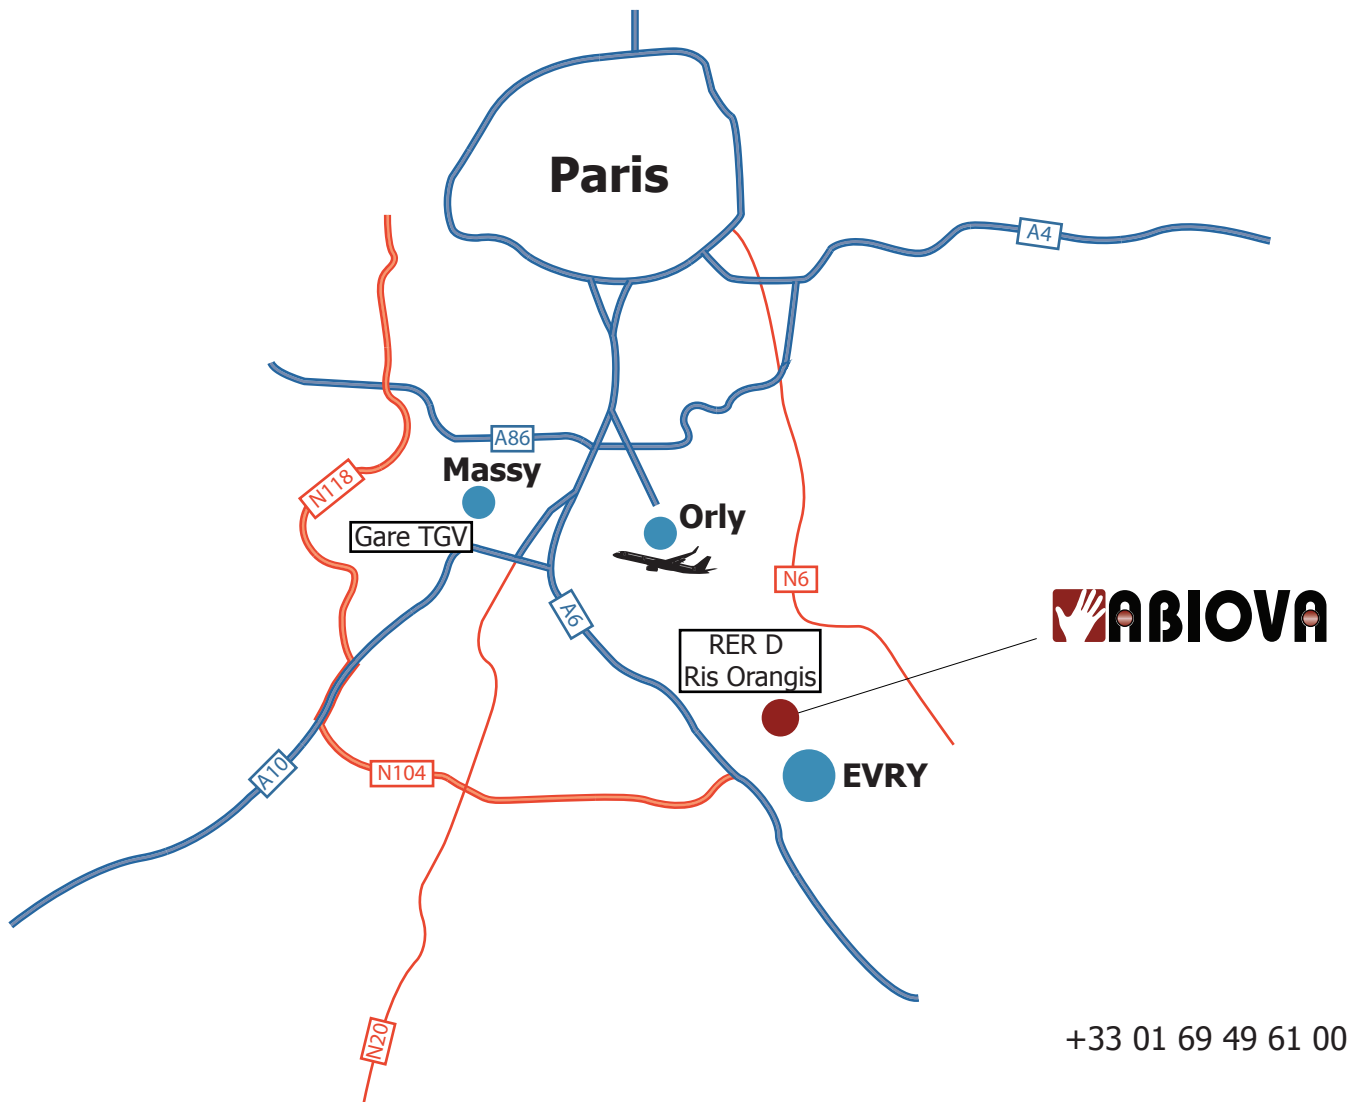 Paris
A4
A86
Massy
N118
Gare TGV
Orly
N6
A6
ABIOVA
RER D
Ris Orangis
A10
N104
EVRY
N20
+33 01 69 49 61 00